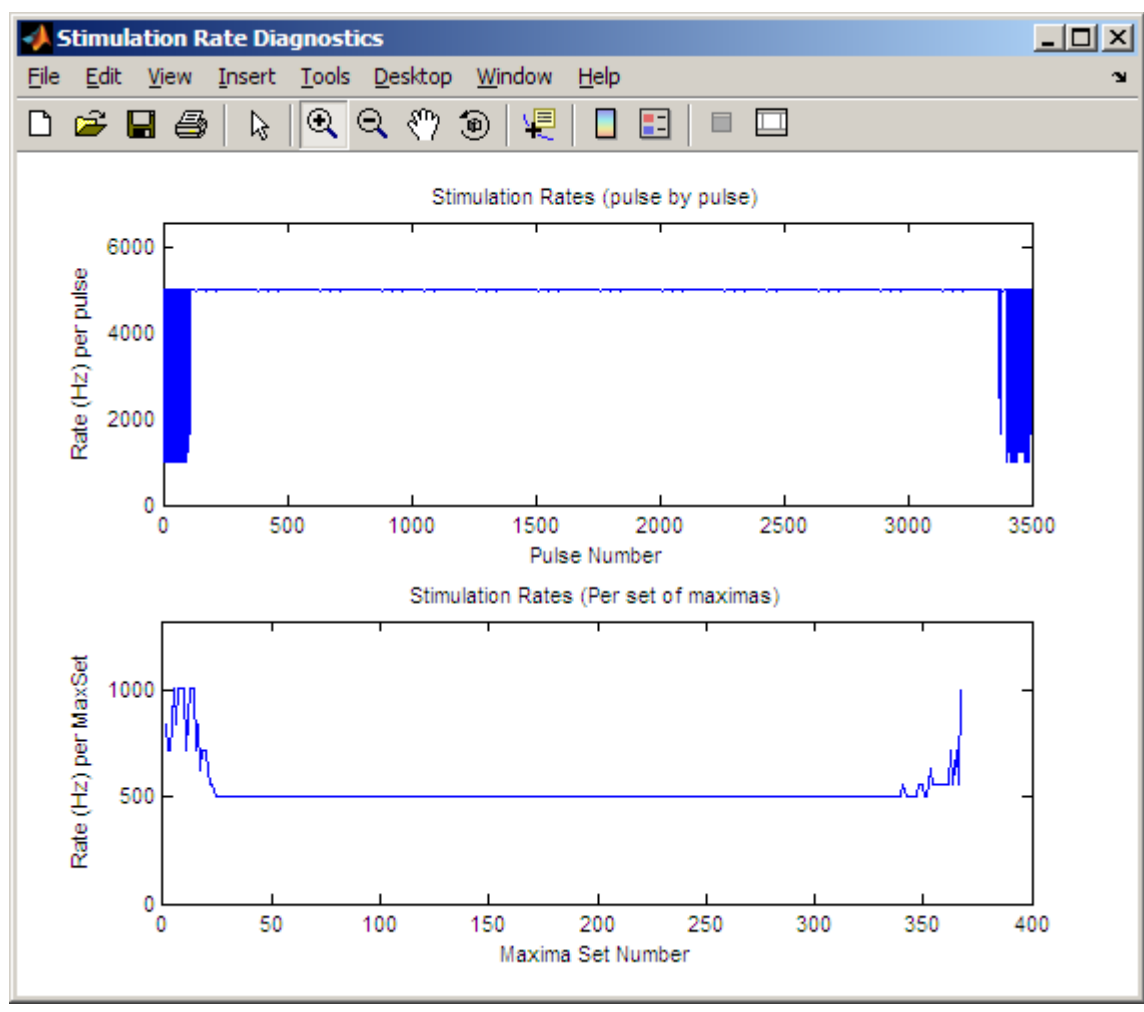 Stimulation Rate Diagnostics
File Edit View Insert Tools Desktop Window Help
Stimulation Rates (pulse by pulse)
Rate (Hz) per pulse
6000
4000
2000
0
0 500 1000 1500 2000 2500 3000 3500
Pulse Number
Stimulation Rates (Per set of maximas)
Rate (Hz) per MaxSet
1000
500
0
0 50 100 150 200 250 300 350 400
Maxima Set Number